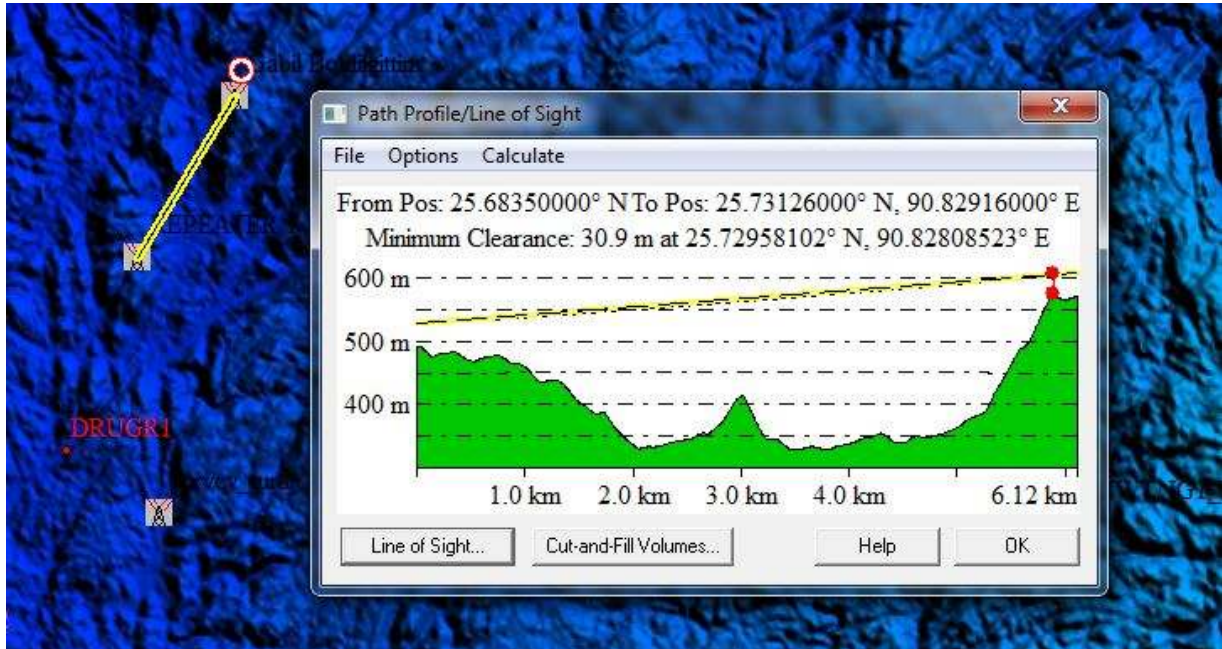 Path Profile/Line of Sight
File Options Calculate
From Pos: 25.68350000° N To Pos: 25.73126000° N, 90.82916000° E
Minimum Clearance: 30.9 m at 25.72958102° N, 90.82808523° E
600 m
500 m
400 m
1.0 km 2.0 km 3.0 km 4.0 km 6.12 km
Line of Sight... Cut-and-Fill Volumes... Help OK
REPEATER
DRUGR1